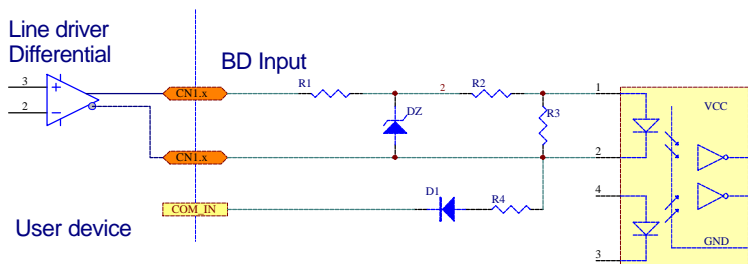 Line driver
Differential
BD Input
3
2
CN1.x
R1
2
R2
1
DZ
R3
VCC
CN1.x
2
D1
R4
4
COM_IN
User device
GND
3